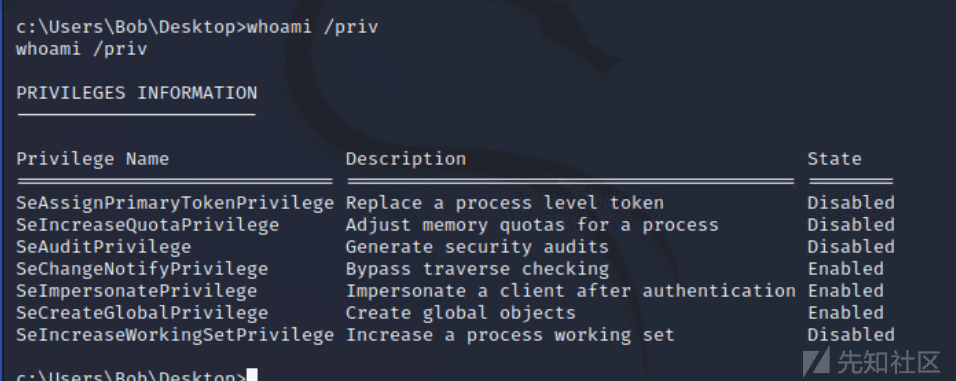 c:\Users\Bob\Desktop>whoami /priv
whoami /priv
PRIVILEGES INFORMATION
Privilege Name Description State
SeAssignPrimaryTokenPrivilege Replace a process level token Disabled
SeIncreaseQuotaPrivilege Adjust memory quotas for a process Disabled
SeAuditPrivilege Generate security audits Disabled
SeChangeNotifyPrivilege Bypass traverse checking Enabled
SeImpersonatePrivilege Impersonate a client after authentication Enabled
SeCreateGlobalPrivilege Create global objects Enabled
SeIncreaseWorkingSetPrivilege Increase a process working set Disabled
c:\Users\Bob\Desktop>
先知社区